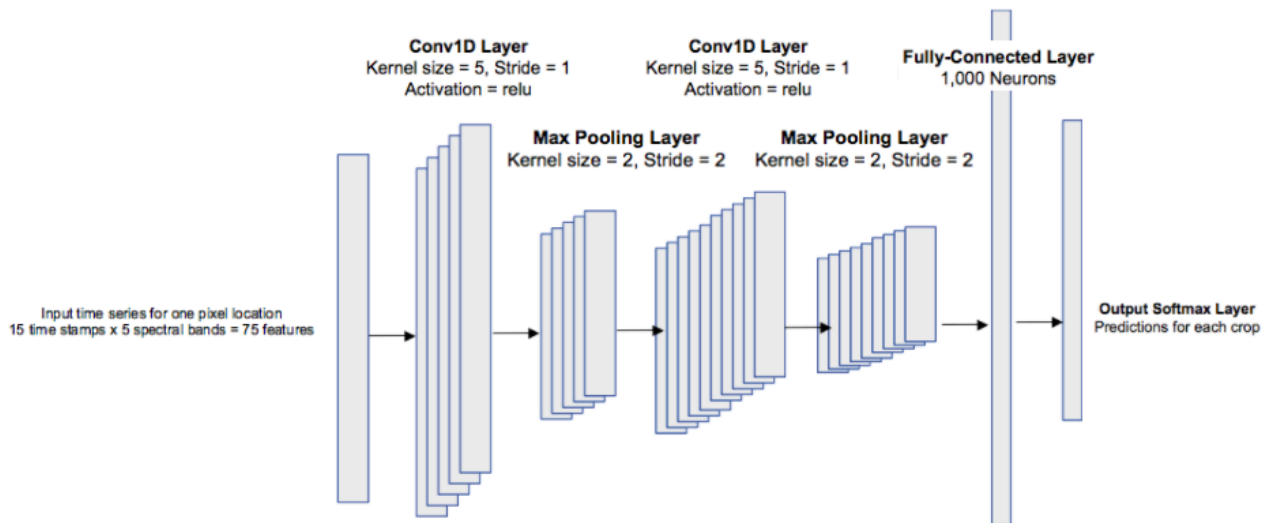 Conv1D Layer
Kernel size = 5, Stride = 1
Activation = relu
Conv1D Layer
Kernel size = 5, Stride = 1
Activation = relu
Fully-Connected Layer
1,000 Neurons
Max Pooling Layer
Kernel size = 2, Stride = 2
Max Pooling Layer
Kernel size = 2, Stride = 2
Input time series for one pixel location
15 time stamps x 5 spectral bands = 75 features
Output Softmax Layer
Predictions for each crop